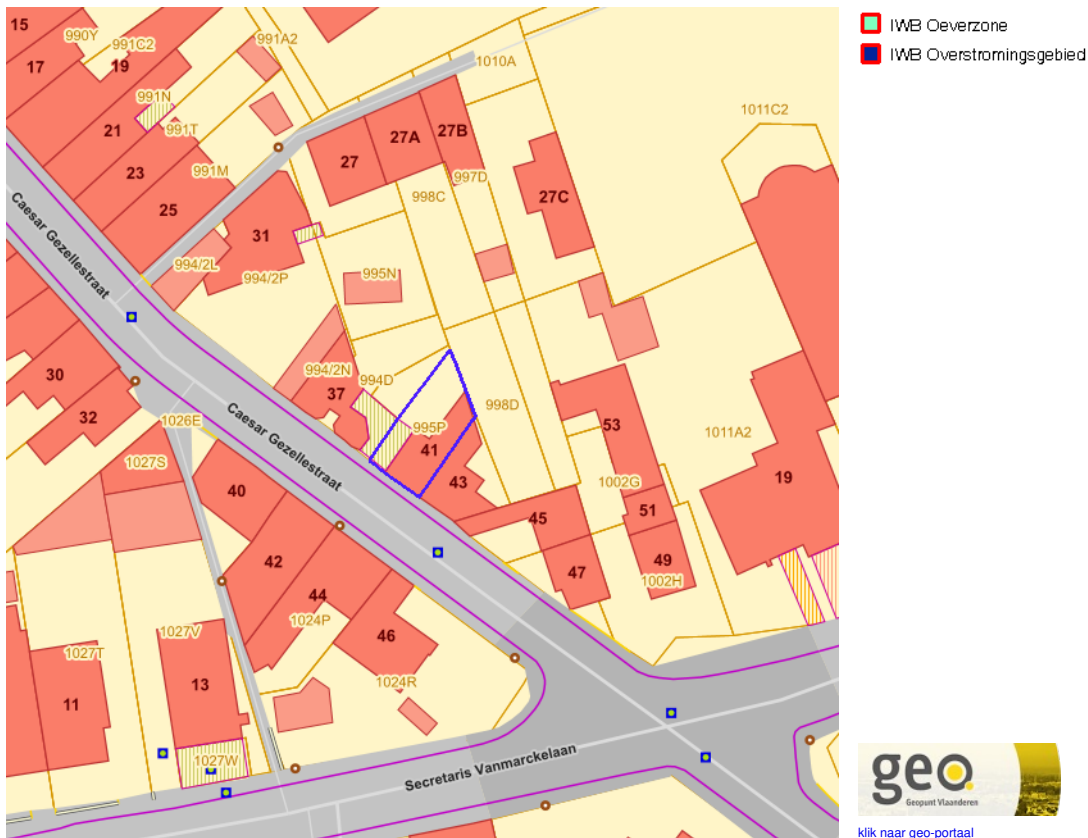 IWB Oeverzone
IWB Overstromingsgebied
15
990Y
991C2
991A2
17
19
1010A
991N
21
991T
27A
27B
1011C2
23
991M
27
997D
25
998C
27C
31
Caesar Gezellestraat
994/2L
994/2P
995N
30
994/2N
994D
37
32
Caesar Gezellestraat
998D
1026E
995P
53
41
1011A2
1027S
43
1002G
19
40
45
51
42
47
49
1002H
44
1024P
1027V
46
1027T
1024R
13
11
1027W
Secretaris Vanmarckelaan
geo
Geopunt Vlaanderen
klik naar geo-portaal